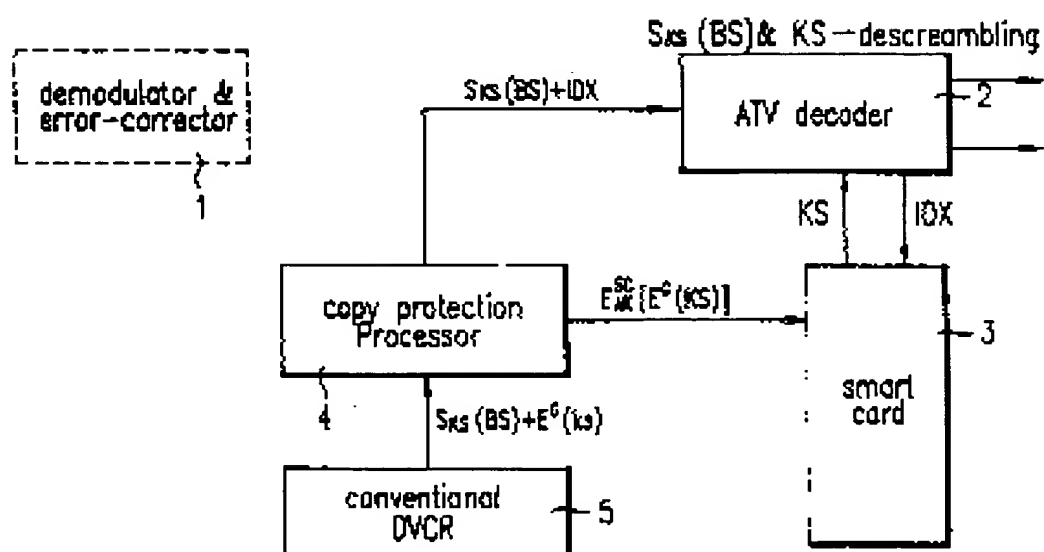 SKS (BS) & KS—descreambling
demodulator &
error-corrector
1
SKS (BS)+IDX
ATV decoder
2
KS
IDX
copy protection
Processor
4
E^SC_AK [E^G (KS)]
smart
card
3
SKS (BS)+E^G (ks)
conventional
DVCR
5